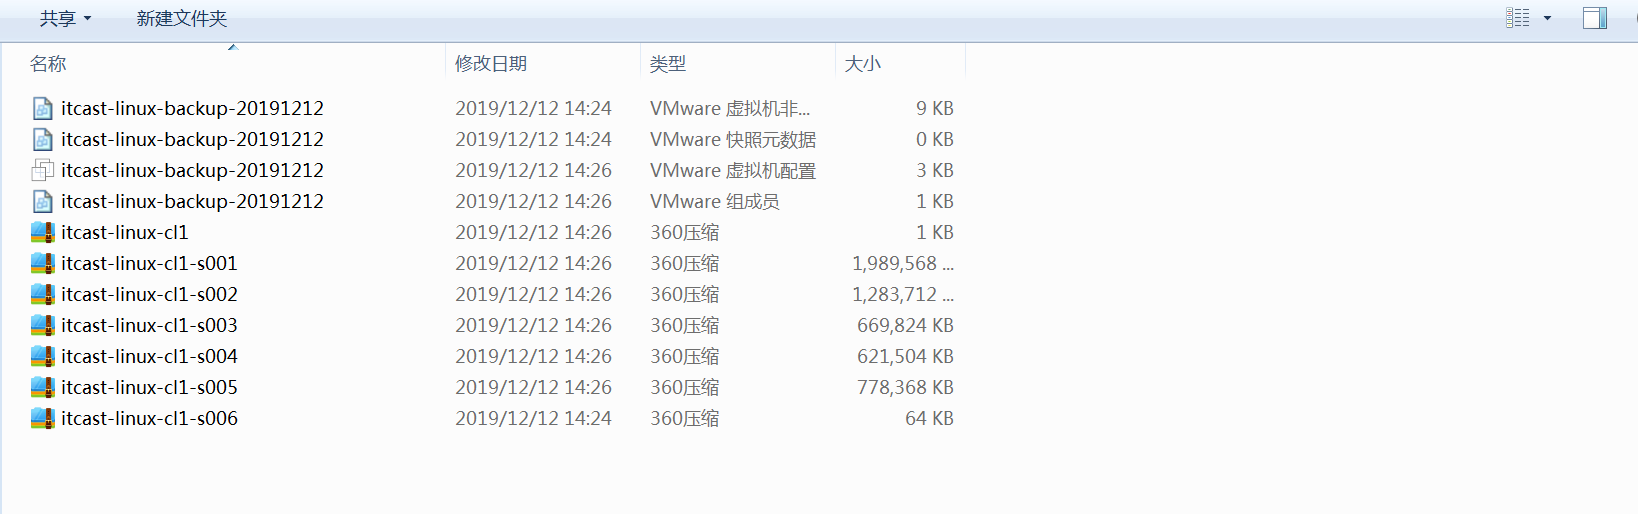 共享 新建文件夹
名称 修改日期 类型 大小
itcast-linux-backup-20191212 2019/12/12 14:24 VMware 虚拟机非... 9 KB
itcast-linux-backup-20191212 2019/12/12 14:24 VMware 快照元数据 0 KB
itcast-linux-backup-20191212 2019/12/12 14:26 VMware 虚拟机配置 3 KB
itcast-linux-backup-20191212 2019/12/12 14:26 VMware 组成员 1 KB
itcast-linux-cl1 2019/12/12 14:26 360压缩 1 KB
itcast-linux-cl1-s001 2019/12/12 14:26 360压缩 1,989,568 ...
itcast-linux-cl1-s002 2019/12/12 14:26 360压缩 1,283,712 ...
itcast-linux-cl1-s003 2019/12/12 14:26 360压缩 669,824 KB
itcast-linux-cl1-s004 2019/12/12 14:26 360压缩 621,504 KB
itcast-linux-cl1-s005 2019/12/12 14:26 360压缩 778,368 KB
itcast-linux-cl1-s006 2019/12/12 14:24 360压缩 64 KB